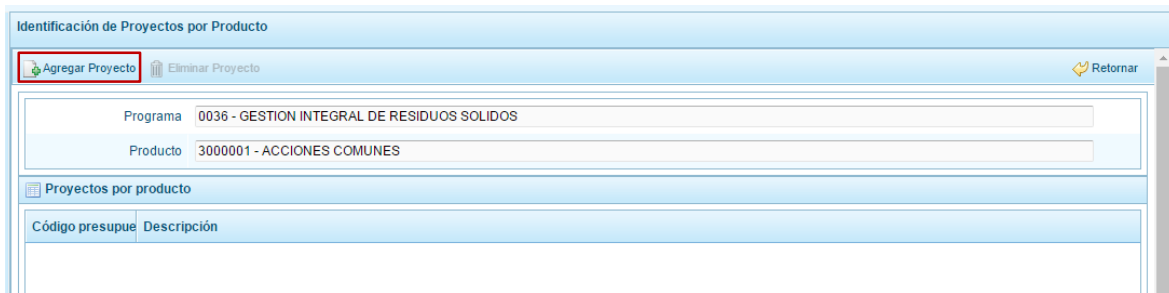 Identificación de Proyectos por Producto
Agregar Proyecto Eliminar Proyecto Retornar
Programa 0036 - GESTION INTEGRAL DE RESIDUOS SOLIDOS
Producto 3000001 - ACCIONES COMUNES
Proyectos por producto
Código presupue Descripción